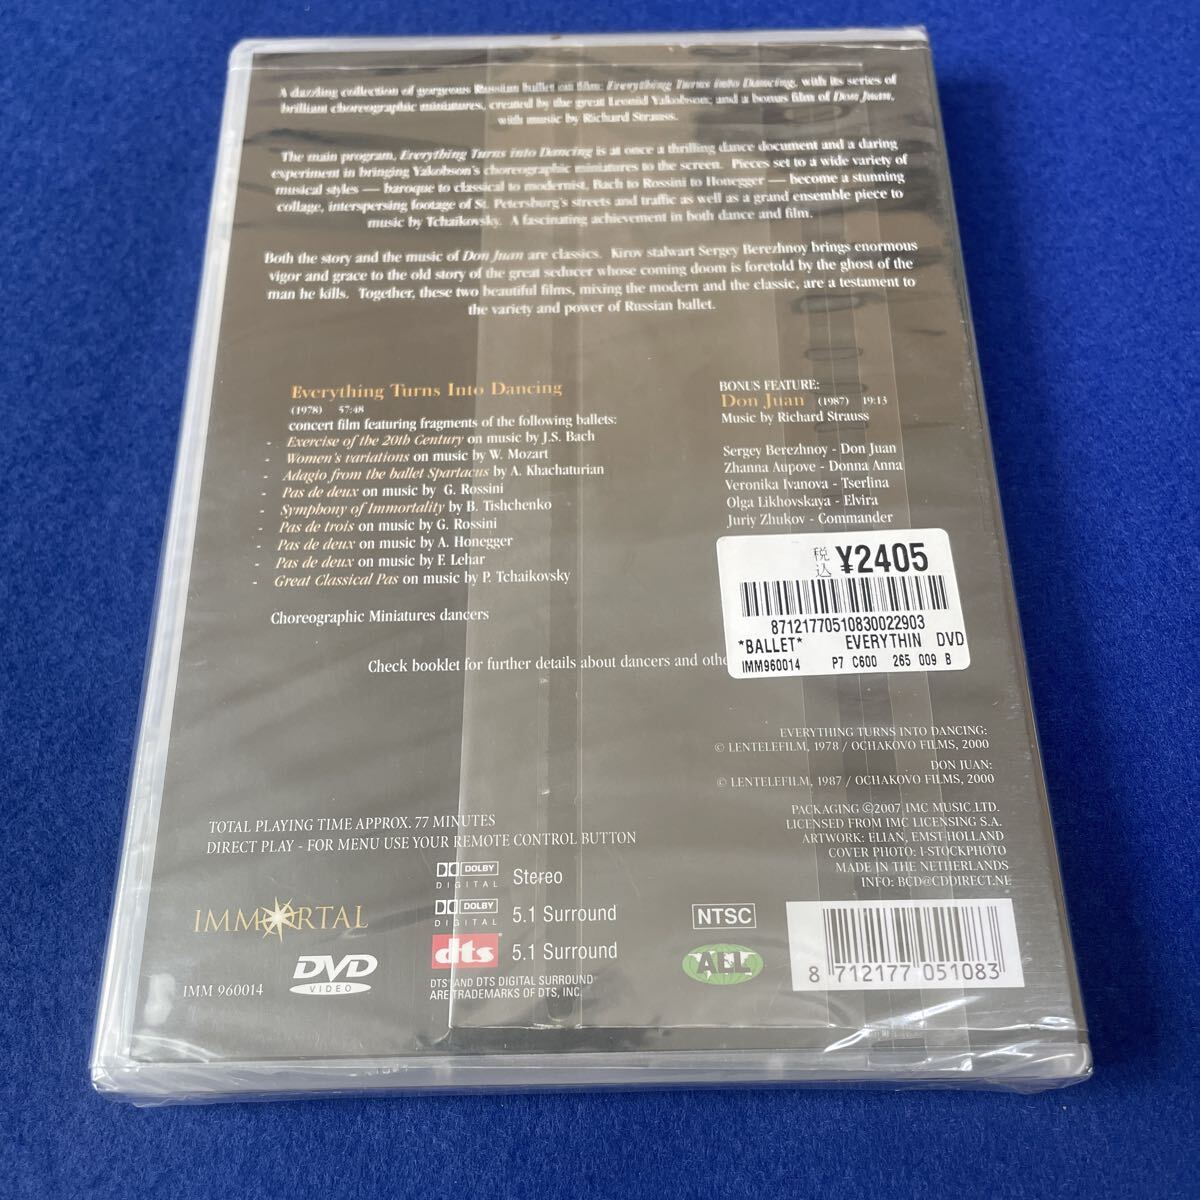 A dazzling collection of gorgeous Russian ballet on film. Everything Turns into Dancing, with its series of
brilliant choreographic miniatures, created by the great Leonid Yakobson; and a bonus film of Don Juan,
with music by Richard Strauss.
The main program, Everything Turns into Dancing is at once a thrilling dance document and a daring
experiment in bringing Yakobson's choreographic miniatures to the screen. Pieces set to a wide variety of
musical styles — baroque to classical to modernist, Bach to Rossini to Honegger — become a stunning
collage, interspersing footage of St. Petersburg's streets and traffic as well as a grand ensemble piece to
music by Tchaikovsky. A fascinating achievement in both dance and film.
Both the story and the music of Don Juan are classics. Kirov stalwart Sergey Berezhnoy brings enormous
vigor and grace to the old story of the great seducer whose coming doom is foretold by the ghost of the
man he kills. Together, these two beautiful films, mixing the modern and the classic, are a testament to
the variety and power of Russian ballet.
Everything Turns Into Dancing
(1978) 57:48
concert film featuring fragments of the following ballets:
- Exercise of the 20th Century on music by J.S. Bach
- Women's variations on music by W. Mozart
- Adagio from the ballet Spartacus by A. Khachaturian
- Pas de deux on music by G. Rossini
- Symphony of Immortality by B. Tishchenko
- Pas de trois on music by G. Rossini
- Pas de deux on music by A. Honegger
- Pas de deux on music by F. Lehar
- Great Classical Pas on music by P. Tchaikovsky
Choreographic Miniatures dancers
BONUS FEATURE:
Don Juan (1987) 19:13
Music by Richard Strauss
Sergey Berezhnoy - Don Juan
Zhanna Aupove - Donna Anna
Veronika Ivanova - Tserlina
Olga Likhovskaya - Elvira
Juriy Zhukov - Commander
税込 ¥2405
87121770510830022903
*BALLET* EVERYTHIN DVD
IMM960014 P7 C600 265 009 B
Check booklet for further details about dancers and othe
EVERYTHING TURNS INTO DANCING:
© LENTELEFILM, 1978 / OCHAKOVO FILMS, 2000
DON JUAN:
© LENTELEFILM, 1987 / OCHAKOVO FILMS, 2000
PACKAGING ©2007 IMC MUSIC LTD.
LICENSED FROM IMC LICENSING S.A.
ARTWORK: ELIAN, EMST-HOLLAND
COVER PHOTO: I-STOCKPHOTO
MADE IN THE NETHERLANDS
INFO: BCD@CDDIRECT.NL
TOTAL PLAYING TIME APPROX. 77 MINUTES
DIRECT PLAY - FOR MENU USE YOUR REMOTE CONTROL BUTTON
DOLBY DIGITAL Stereo
DOLBY DIGITAL 5.1 Surround
dts 5.1 Surround
DTS AND DTS DIGITAL SURROUND
ARE TRADEMARKS OF DTS, INC.
IMMORTAL
DVD VIDEO
IMM 960014
NTSC
ALL
8 712177 051083